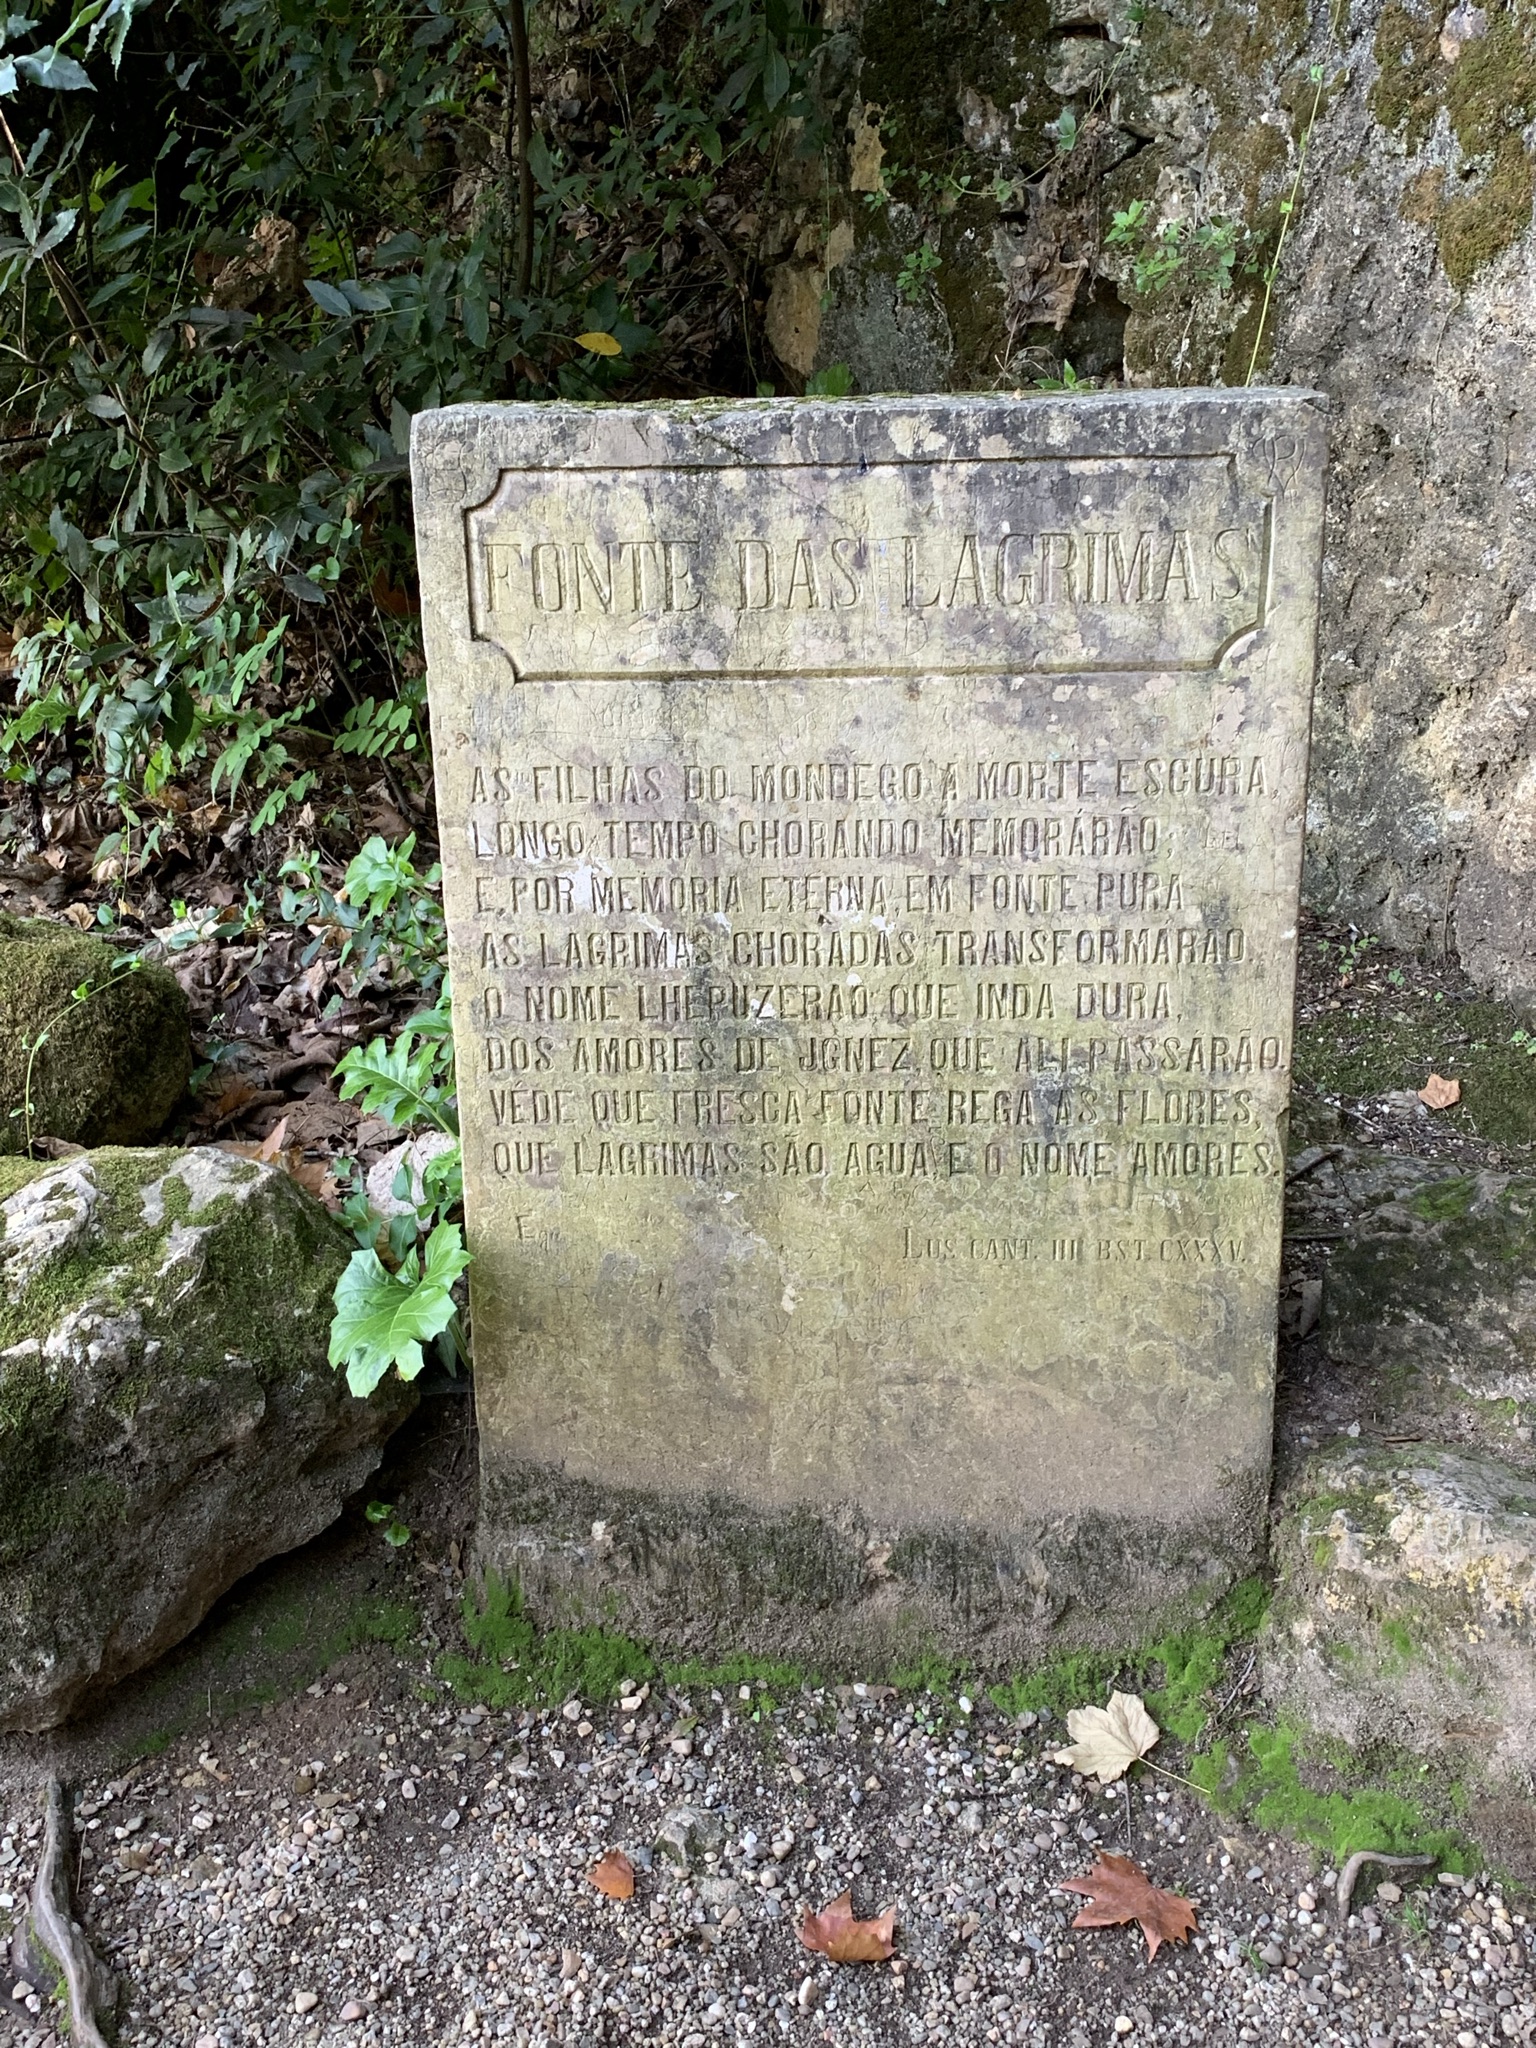 FONTE DAS LAGRIMAS
AS FILHAS DO MONDEGO A MORTE ESCURA,
LONGO TEMPO CHORANDO MEMORÁRÃO;
E, POR MEMORIA ETERNA, EM FONTE PURA
AS LAGRIMAS CHORADAS TRANSFORMÁRÃO.
O NOME LHE PUZERÃO, QUE INDA DURA,
DOS AMORES DE JGNEZ, QUE ALI PASSÁRÃO.
VÉDE QUE FRESCA FONTE REGA AS FLORES,
QUE LAGRIMAS SÃO AGUA, E O NOME AMORES.
LUS. CANT. III BST. CXXXV.